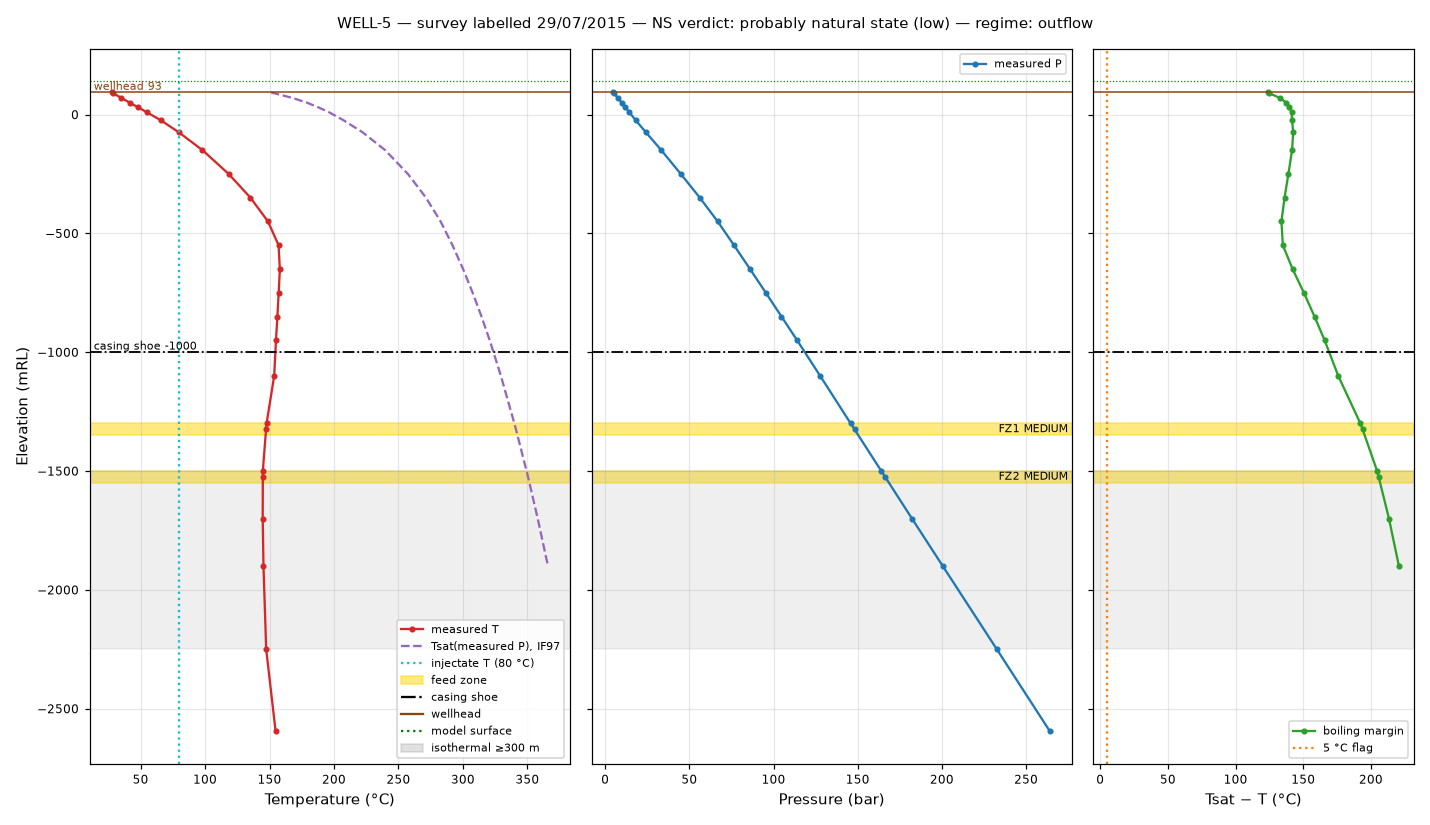 WELL-5 — survey labelled 29/07/2015 — NS verdict: probably natural state (low) — regime: outflow
Elevation (mRL)
0
−500
−1000
−1500
−2000
−2500
wellhead 93
casing shoe -1000
measured T
Tsat(measured P), IF97
injectate T (80 °C)
feed zone
casing shoe
wellhead
model surface
isothermal ≥300 m
50
100
150
200
250
300
350
Temperature (°C)
measured P
FZ1 MEDIUM
FZ2 MEDIUM
0
50
100
150
200
250
Pressure (bar)
boiling margin
5 °C flag
0
50
100
150
200
Tsat − T (°C)